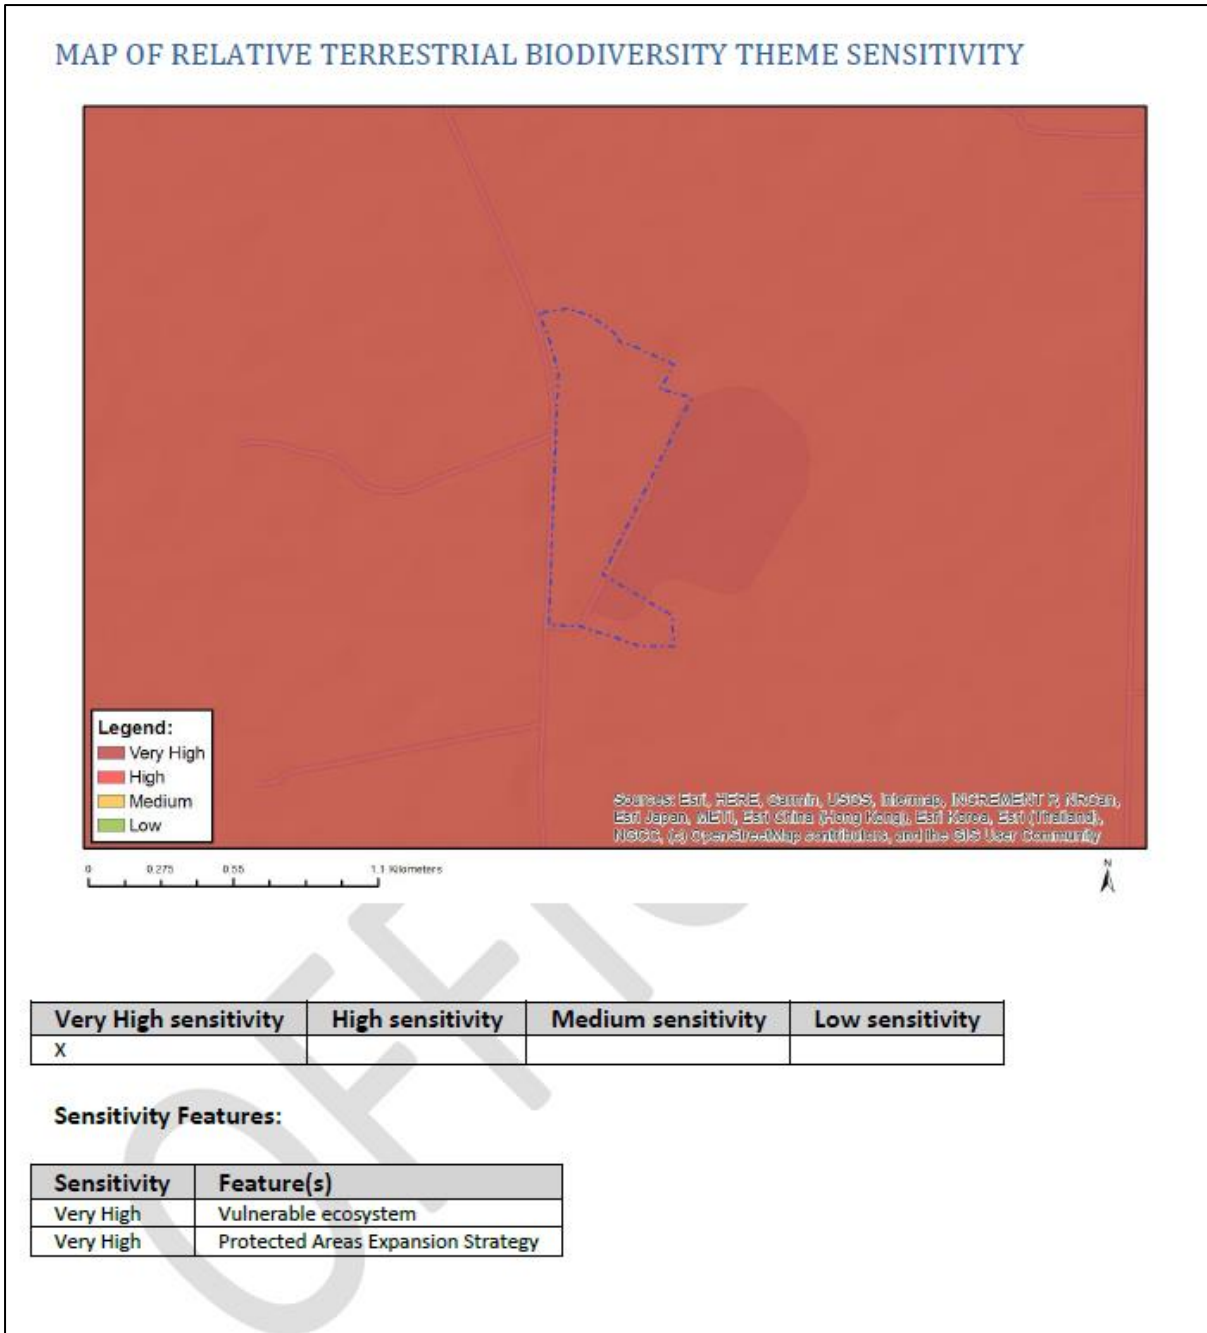 MAP OF RELATIVE TERRESTRIAL BIODIVERSITY THEME SENSITIVITY
Legend:
Very High
High
Medium
Low
Sources: Esri, HERE, Garmin, USGS, Intermap, INCREMENT P, NRCan,
Esri Japan, METI, Esri China (Hong Kong), Esri Korea, Esri (Thailand),
NGCC, (c) OpenStreetMap contributors, and the GIS User Community
0 0.275 0.55 1.1 Kilometers
N
Very High sensitivity High sensitivity Medium sensitivity Low sensitivity
X
Sensitivity Features:
Sensitivity Feature(s)
Very High Vulnerable ecosystem
Very High Protected Areas Expansion Strategy